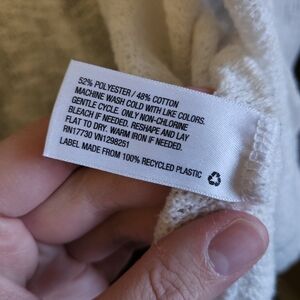 52% POLYESTER / 48% COTTON
MACHINE WASH COLD WITH LIKE COLORS.
GENTLE CYCLE. ONLY NON-CHLORINE
BLEACH IF NEEDED. RESHAPE AND LAY
FLAT TO DRY. WARM IRON IF NEEDED.
RN17730 VN1298251
LABEL MADE FROM 100% RECYCLED PLASTIC